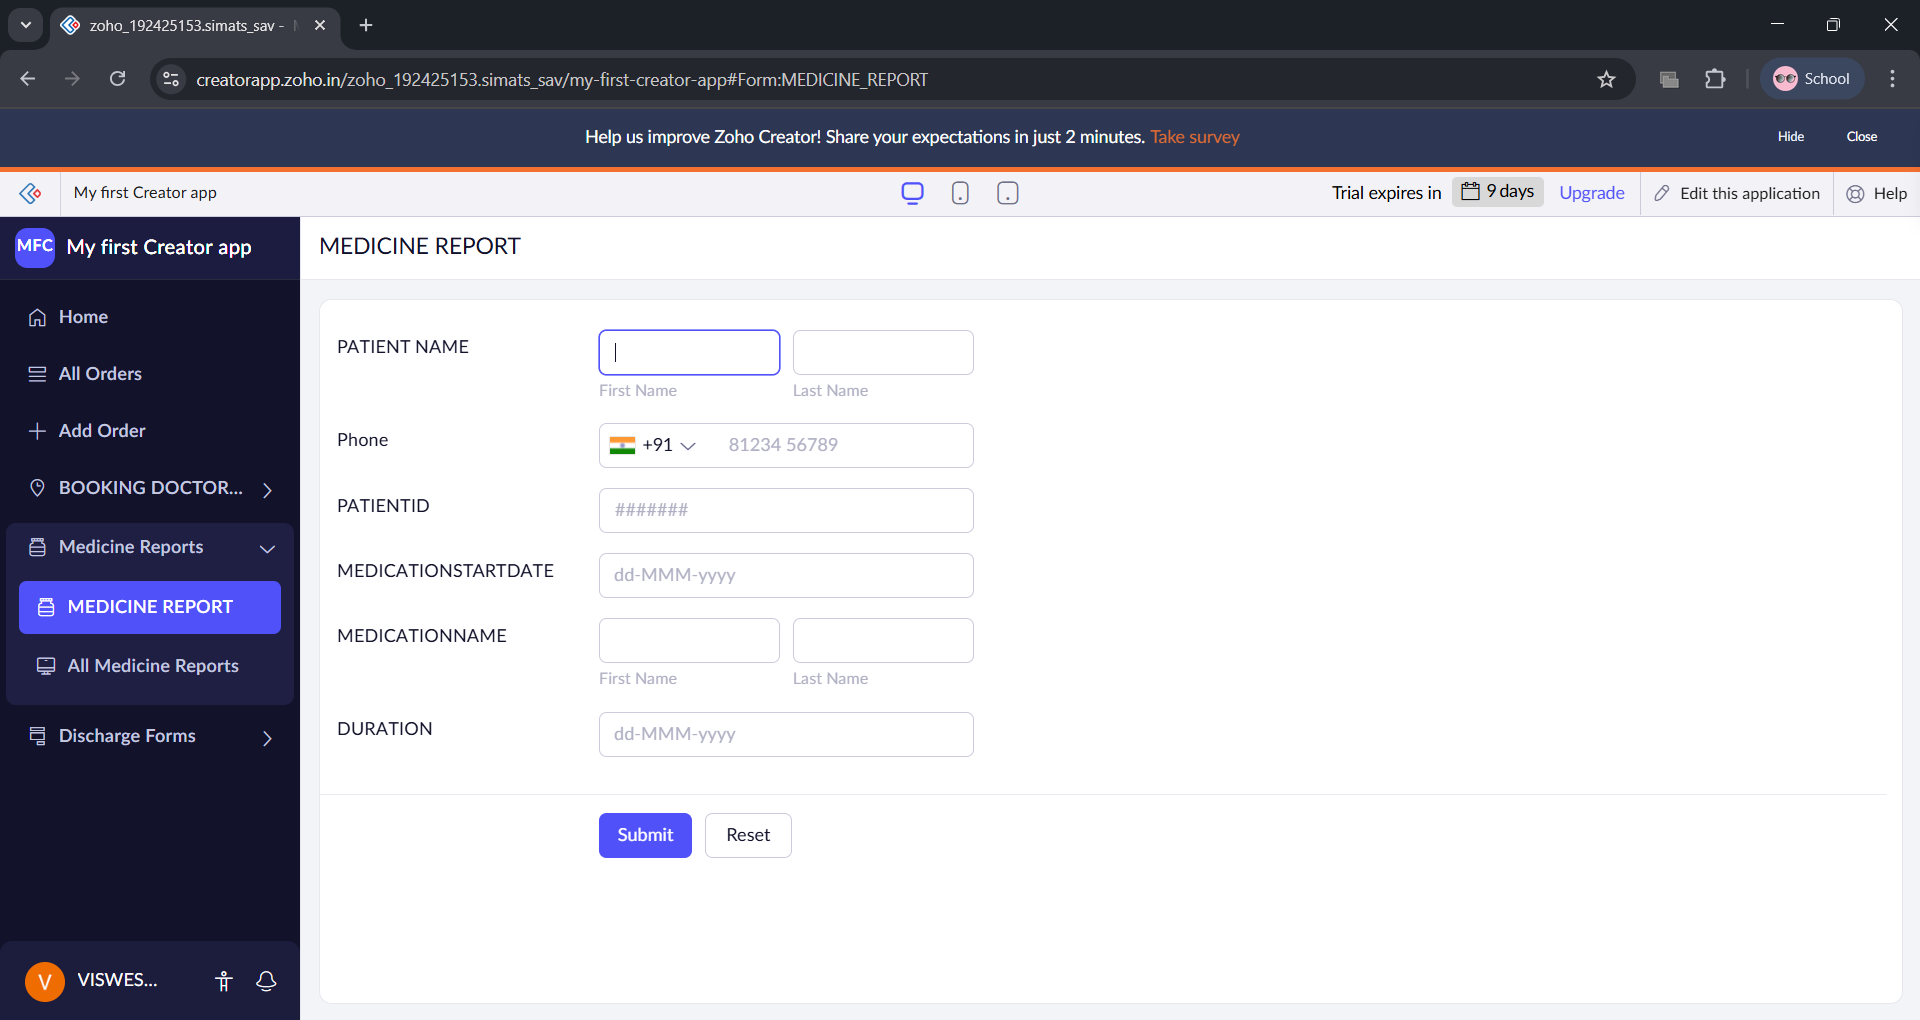 zoho_192425153.simats_sav -
creatorapp.zoho.in/zoho_192425153.simats_sav/my-first-creator-app#Form:MEDICINE_REPORT
School
Help us improve Zoho Creator! Share your expectations in just 2 minutes. Take survey
Hide
Close
My first Creator app
Trial expires in
9 days
Upgrade
Edit this application
Help
MFC
My first Creator app
Home
All Orders
Add Order
BOOKING DOCTOR...
Medicine Reports
MEDICINE REPORT
All Medicine Reports
Discharge Forms
V
VISWES...
MEDICINE REPORT
PATIENT NAME
First Name
Last Name
Phone
+91
81234 56789
PATIENTID
#######
MEDICATIONSTARTDATE
dd-MMM-yyyy
MEDICATIONNAME
First Name
Last Name
DURATION
dd-MMM-yyyy
Submit
Reset